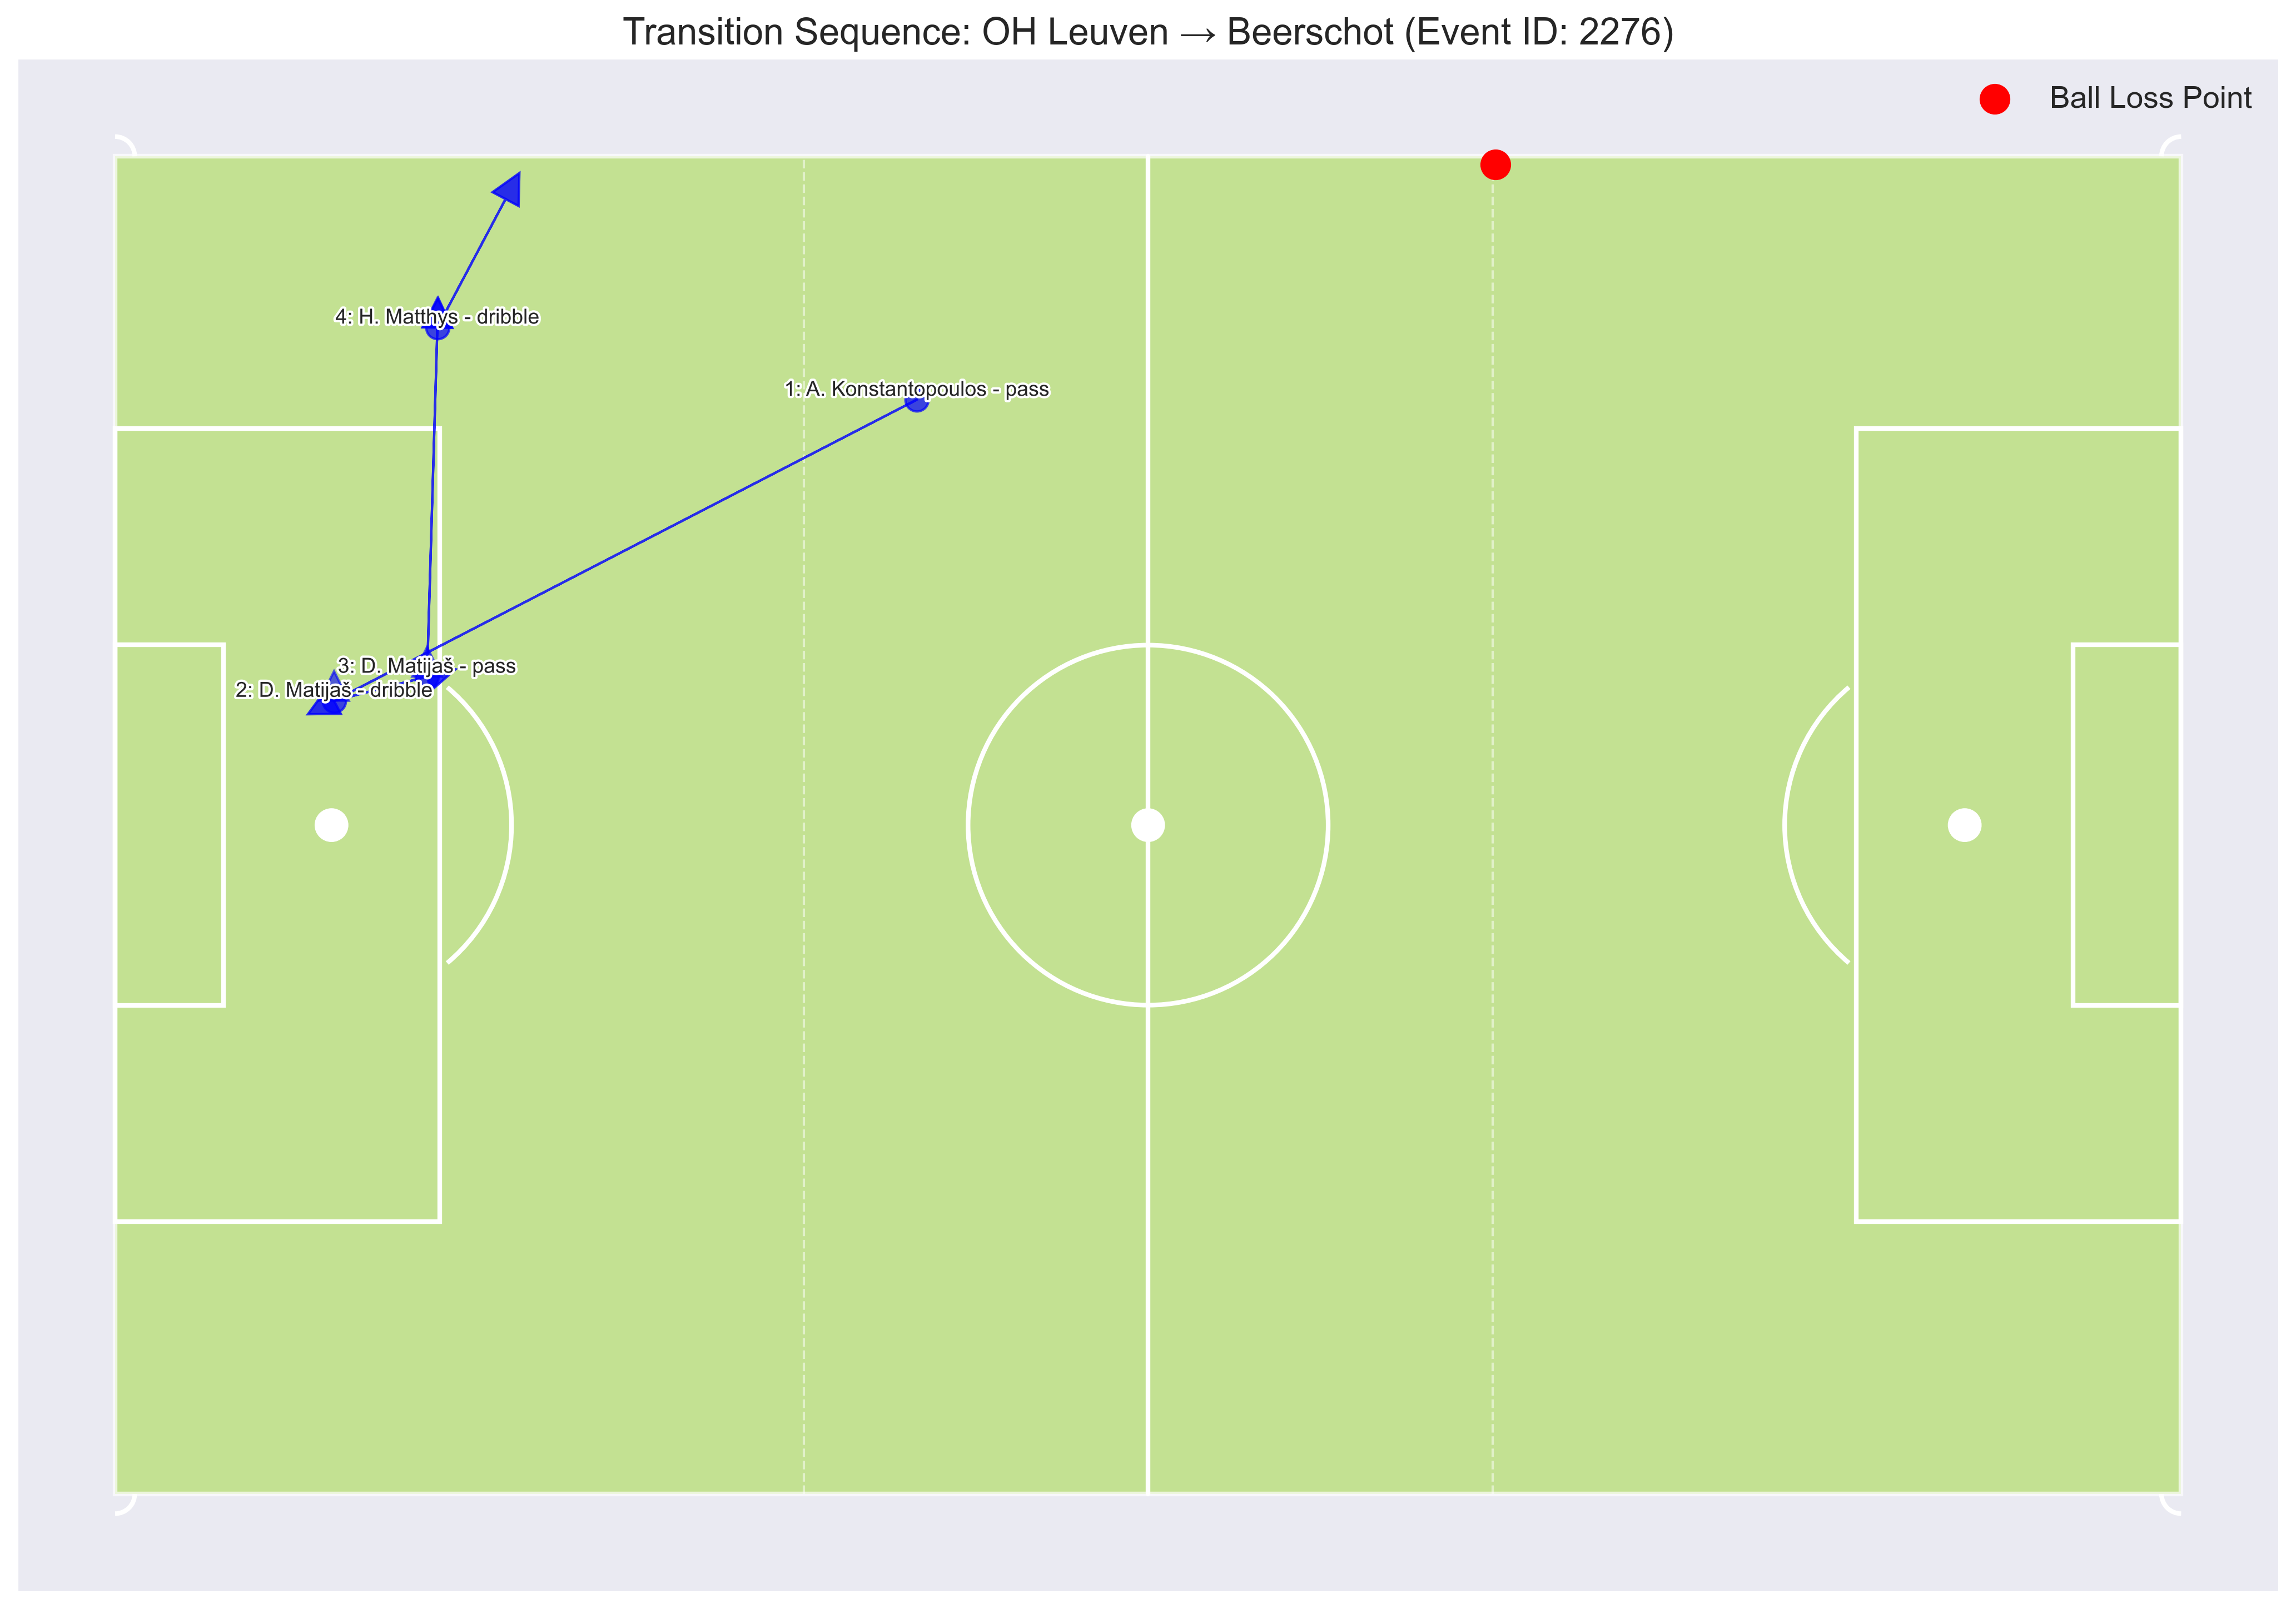 Transition Sequence: OH Leuven → Beerschot (Event ID: 2276)
Ball Loss Point
4: H. Matthys - dribble
1: A. Konstantopoulos - pass
3: D. Matijaš - pass
2: D. Matijaš - dribble